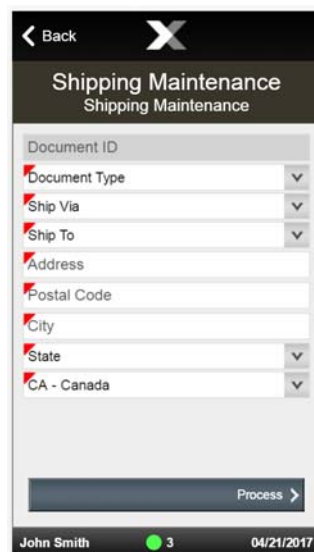 Back
Shipping Maintenance
Shipping Maintenance
Document ID
Document Type
Ship Via
Ship To
Address
Postal Code
City
State
CA - Canada
Process
John Smith 3 04/21/2017